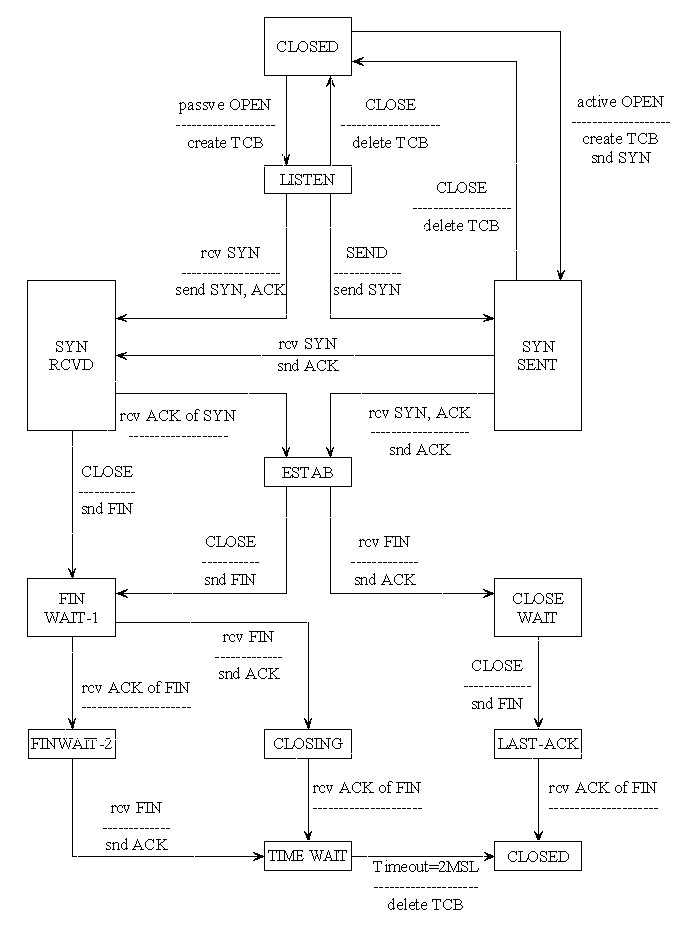 CLOSED
passve OPEN
--------------------
create TCB
CLOSE
--------------------
delete TCB
active OPEN
--------------------
create TCB
snd SYN
LISTEN
CLOSE
--------------------
delete TCB
rcv SYN
--------------------
send SYN, ACK
SEND
--------------
send SYN
SYN
RCVD
rcv SYN
snd ACK
SYN
SENT
rcv ACK of SYN
--------------------
rcv SYN, ACK
--------------------
snd ACK
ESTAB
CLOSE
------------
snd FIN
CLOSE
------------
snd FIN
rcv FIN
--------------
snd ACK
FIN
WAIT-1
CLOSE
WAIT
rcv FIN
--------------
snd ACK
CLOSE
--------------
snd FIN
rcv ACK of FIN
----------------------
FINWAIT-2
CLOSING
LAST-ACK
rcv ACK of FIN
----------------------
rcv ACK of FIN
----------------------
rcv FIN
--------------
snd ACK
TIME WAIT
Timeout=2MSL
---------------------
delete TCB
CLOSED